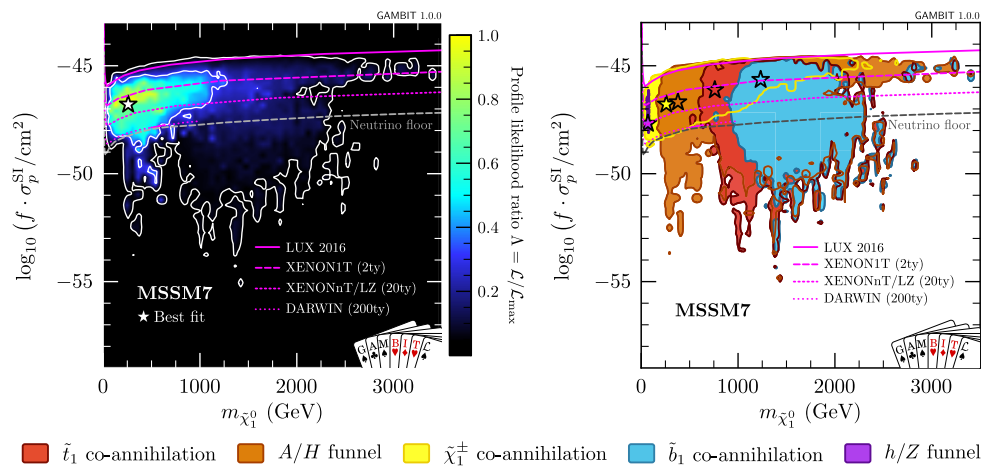 GAMBIT 1.0.0
−45
−50
−55
log₁₀ (f · σₚˢᴵ/cm²)
0
1000
2000
3000
m_χ̃₁⁰ (GeV)
Neutrino floor
LUX 2016
XENON1T (2ty)
XENONnT/LZ (20ty)
DARWIN (200ty)
MSSM7
★ Best fit
G A M B I T L
1.0
0.8
0.6
0.4
0.2
Profile likelihood ratio Λ = ℒ/ℒ_max
GAMBIT 1.0.0
−45
−50
−55
log₁₀ (f · σₚˢᴵ/cm²)
0
1000
2000
3000
m_χ̃₁⁰ (GeV)
Neutrino floor
LUX 2016
XENON1T (2ty)
XENONnT/LZ (20ty)
DARWIN (200ty)
MSSM7
G A M B I T L
t̃₁ co-annihilation A/H funnel χ̃₁± co-annihilation b̃₁ co-annihilation h/Z funnel